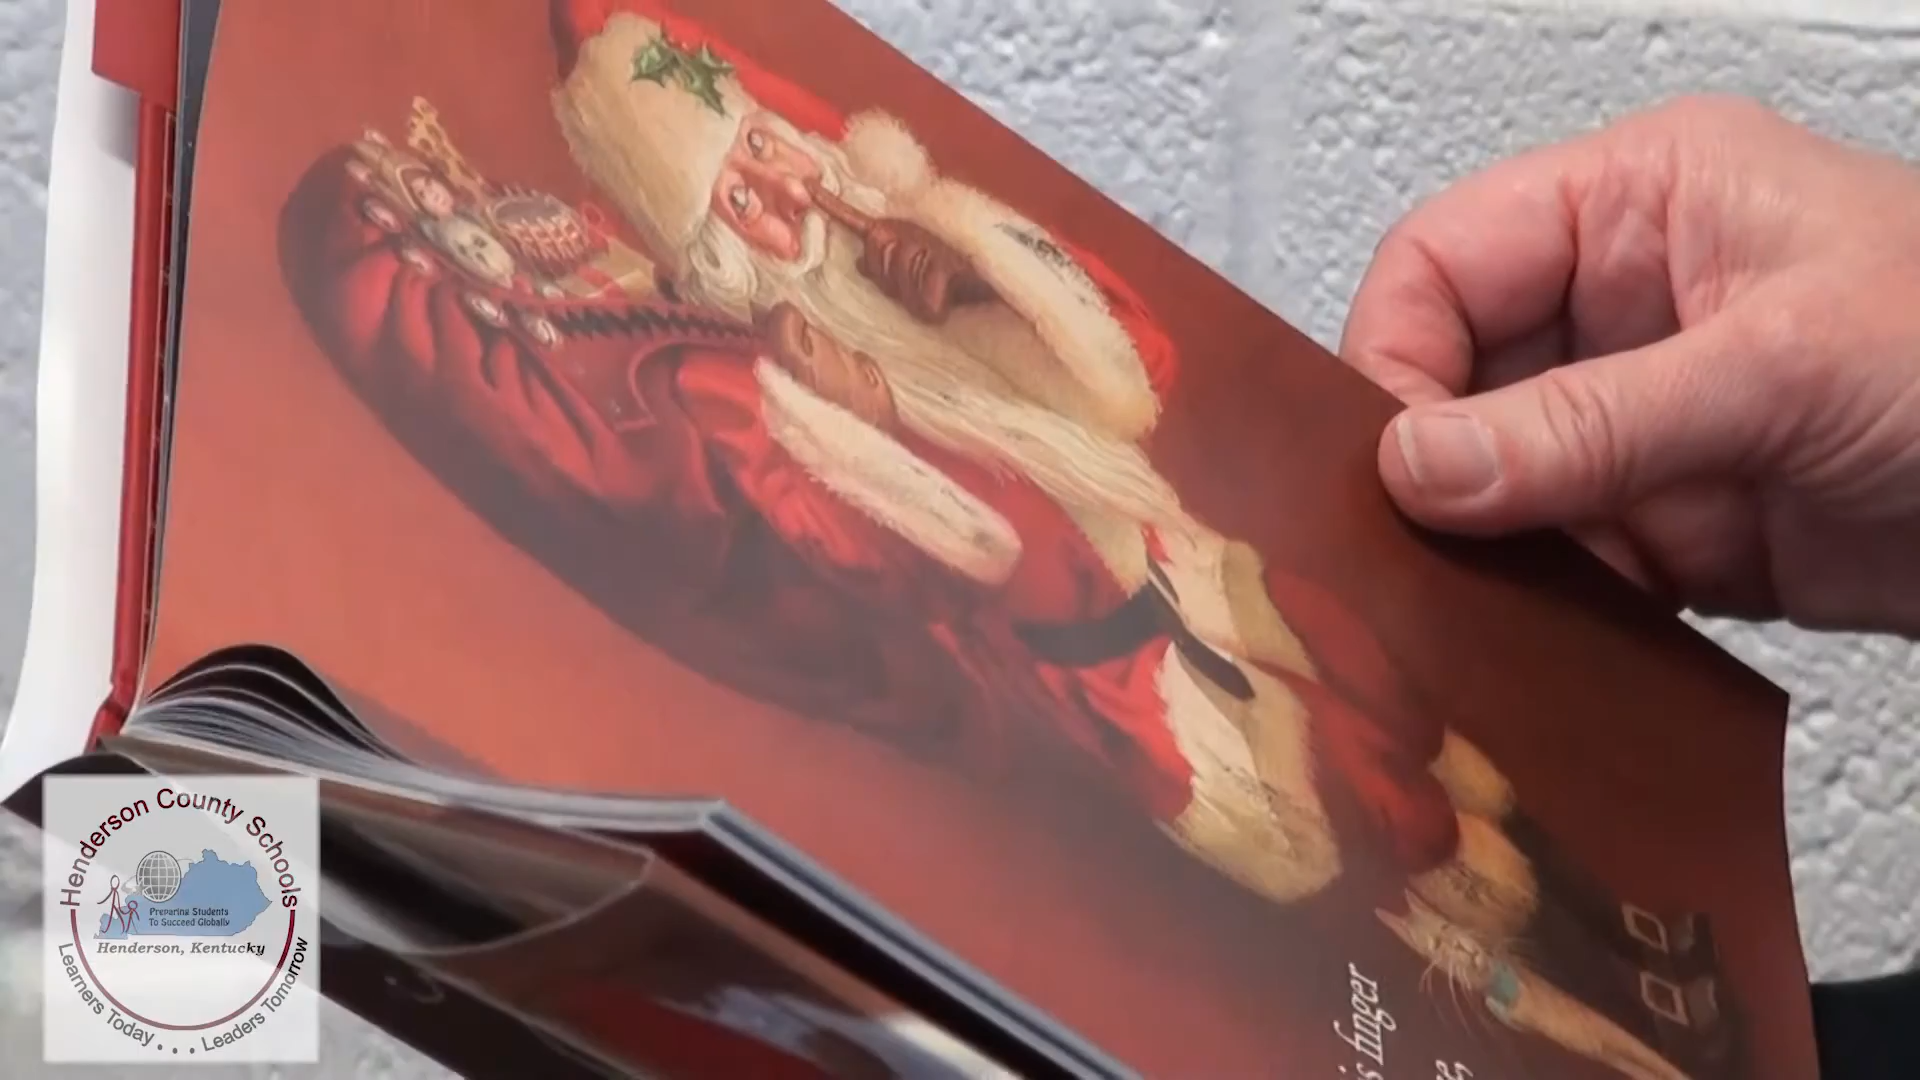 Henderson County Schools
Preparing Students
To Succeed Globally
Henderson, Kentucky
Learners Today . . . Leaders Tomorrow
finger